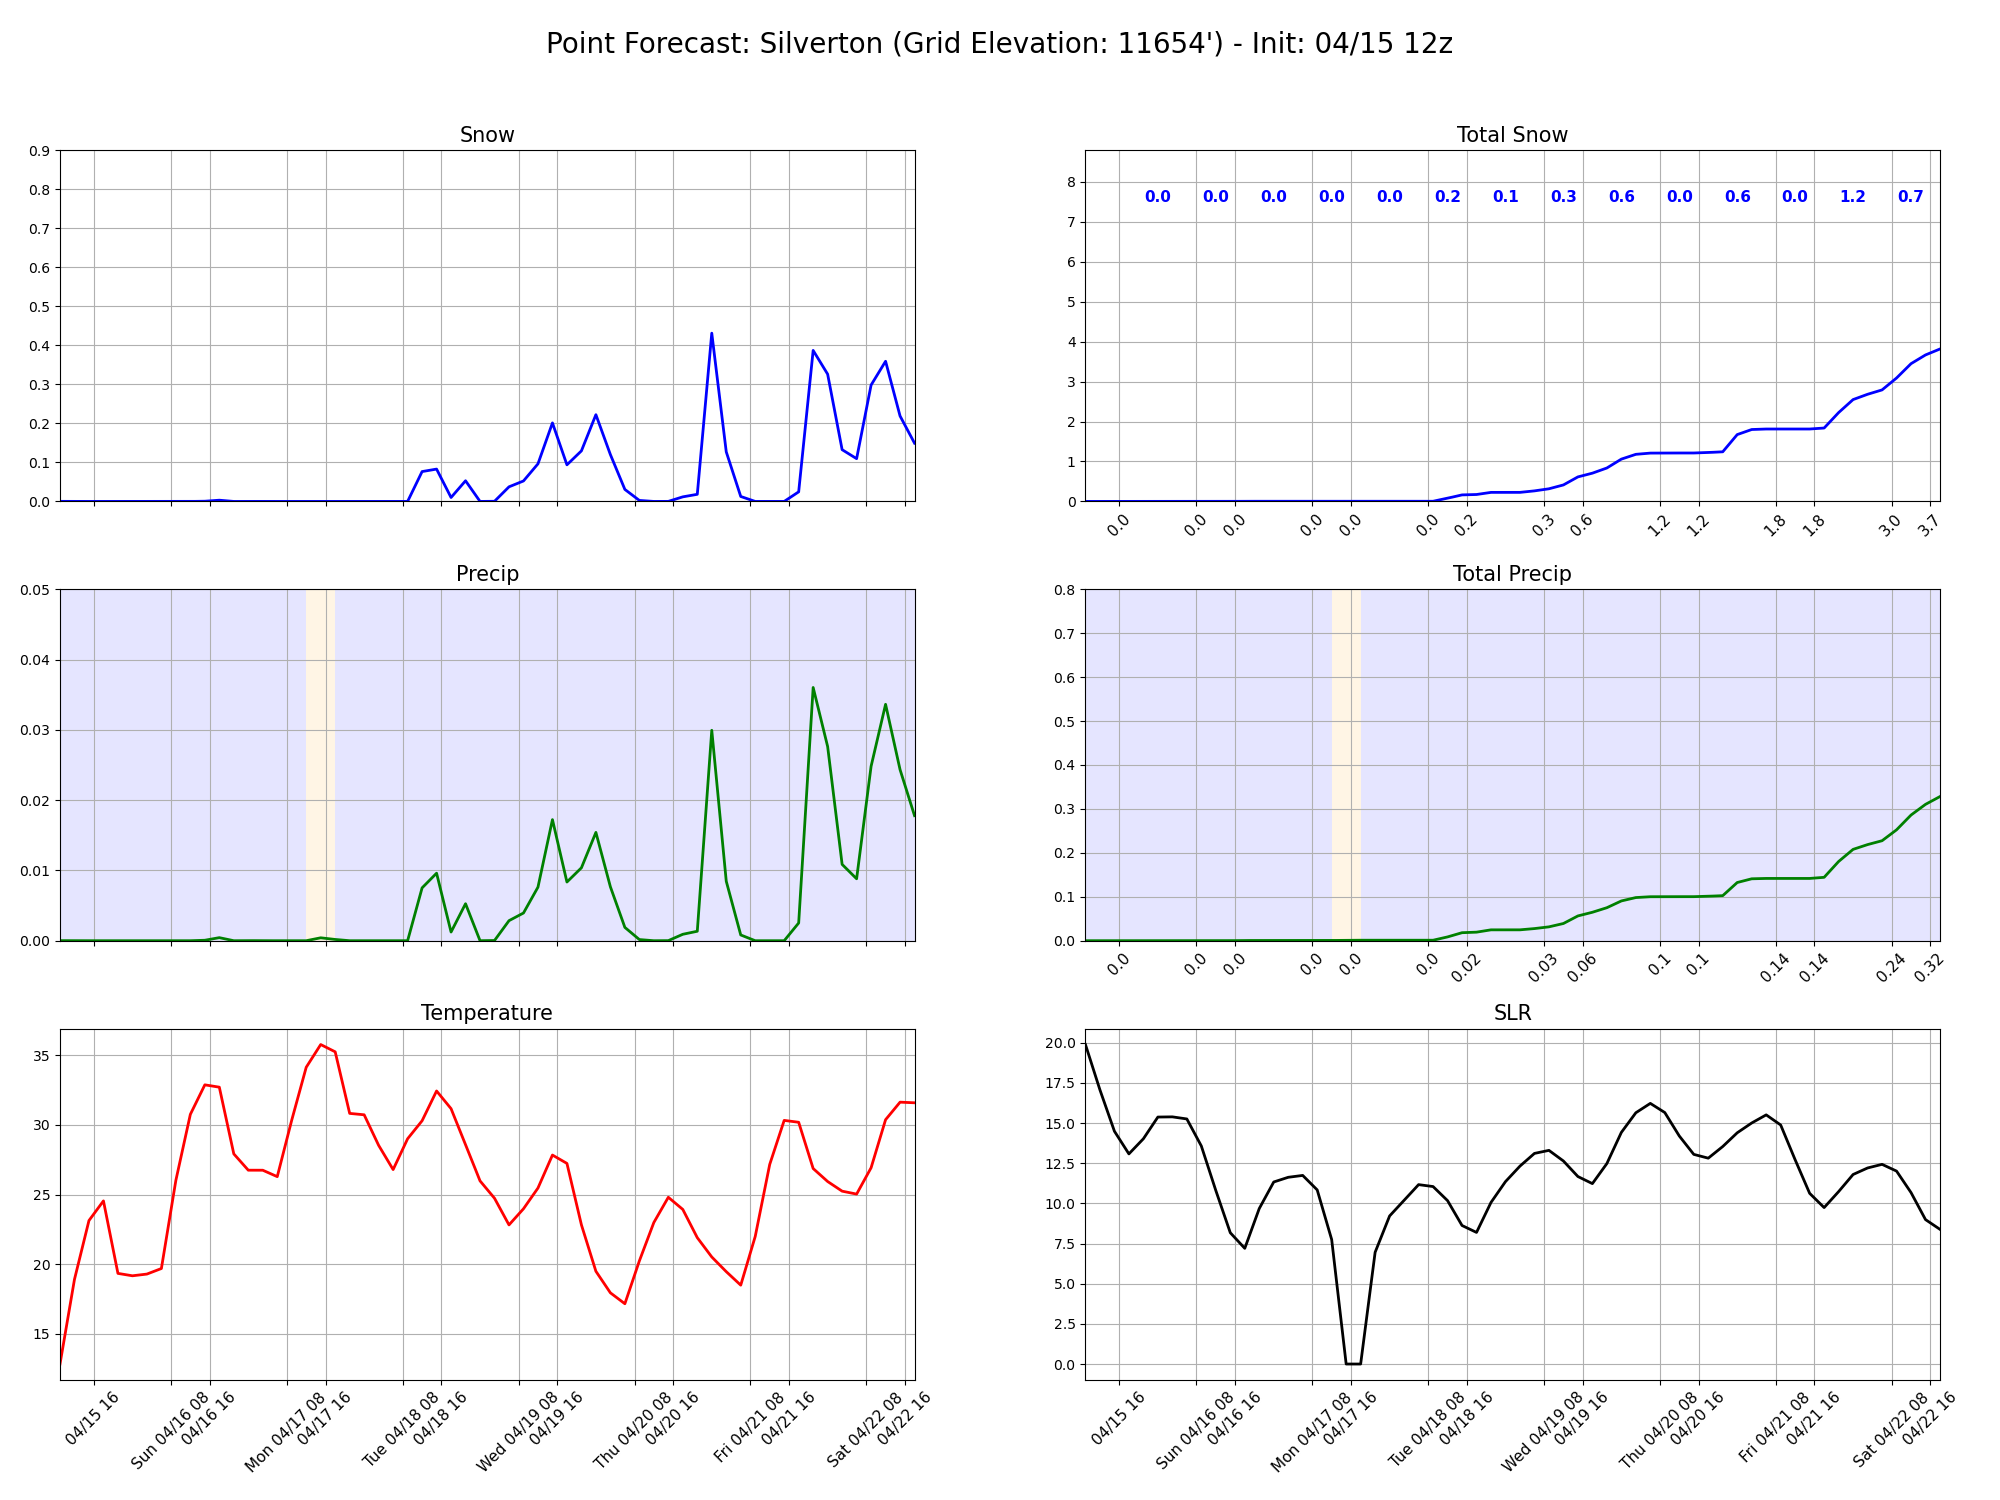 Point Forecast: Silverton (Grid Elevation: 11654') - Init: 04/15 12z
Snow
0.9
0.8
0.7
0.6
0.5
0.4
0.3
0.2
0.1
0.0
Total Snow
8
7
6
5
4
3
2
1
0
0.0 0.0 0.0 0.0 0.0 0.2 0.1 0.3 0.6 0.0 0.6 0.0 1.2 0.7
0.0 0.0 0.0 0.0 0.0 0.0 0.2 0.3 0.6 1.2 1.2 1.8 1.8 3.0 3.7
Precip
0.05
0.04
0.03
0.02
0.01
0.00
Total Precip
0.8
0.7
0.6
0.5
0.4
0.3
0.2
0.1
0.0
0.0 0.0 0.0 0.0 0.0 0.0 0.02 0.03 0.06 0.1 0.1 0.14 0.14 0.24 0.32
Temperature
35
30
25
20
15
04/15 16
Sun 04/16 08
04/16 16
Mon 04/17 08
04/17 16
Tue 04/18 08
04/18 16
Wed 04/19 08
04/19 16
Thu 04/20 08
04/20 16
Fri 04/21 08
04/21 16
Sat 04/22 08
04/22 16
SLR
20.0
17.5
15.0
12.5
10.0
7.5
5.0
2.5
0.0
04/15 16
Sun 04/16 08
04/16 16
Mon 04/17 08
04/17 16
Tue 04/18 08
04/18 16
Wed 04/19 08
04/19 16
Thu 04/20 08
04/20 16
Fri 04/21 08
04/21 16
Sat 04/22 08
04/22 16